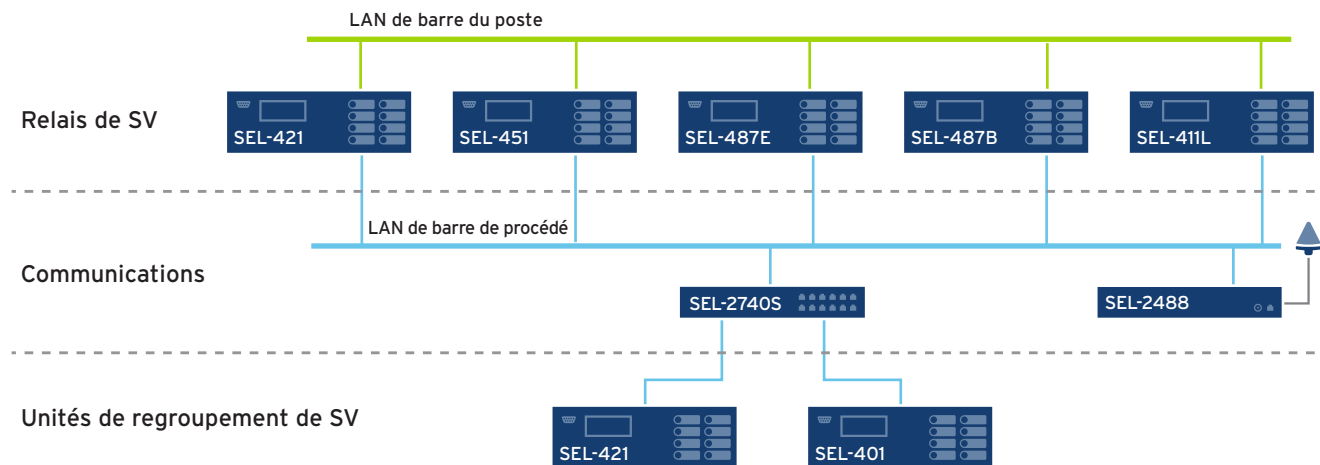 LAN de barre du poste
Relais de SV
SEL-421
SEL-451
SEL-487E
SEL-487B
SEL-411L
LAN de barre de procédé
Communications
SEL-2740S
SEL-2488
Unités de regroupement de SV
SEL-421
SEL-401